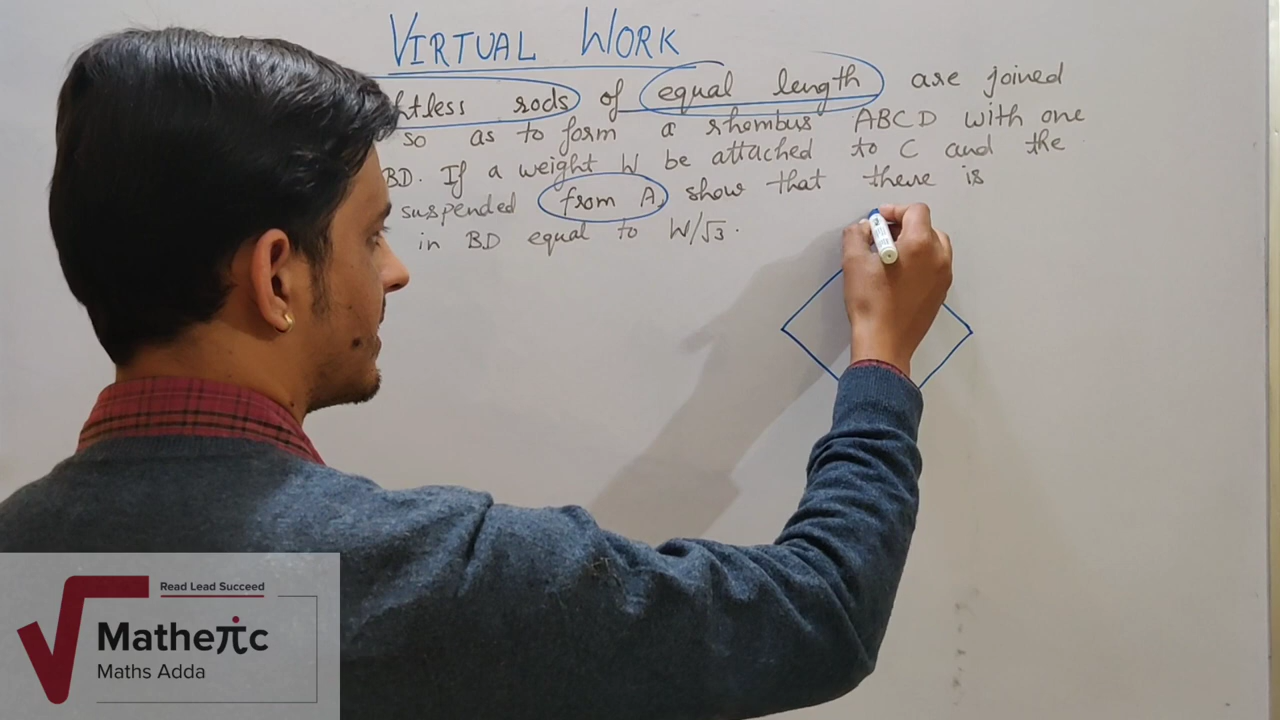 VIRTUAL WORK
htless rods of equal length are joined
so as to form a rhombus ABCD with one
BD. If a weight W be attached to C and the
suspended from A, show that there is
in BD equal to W/√3.
Read Lead Succeed
Matheπc
Maths Adda